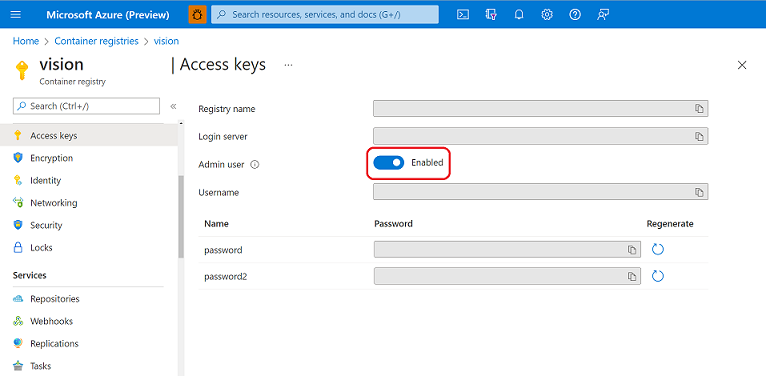 Microsoft Azure (Preview)
Search resources, services, and docs (G+/)
Home > Container registries > vision
vision
| Access keys ...
Container registry
Search (Ctrl+/)
«
Access keys
Encryption
Identity
Networking
Security
Locks
Services
Repositories
Webhooks
Replications
Tasks
Registry name
Login server
Admin user
Enabled
Username
Name Password Regenerate
password
password2